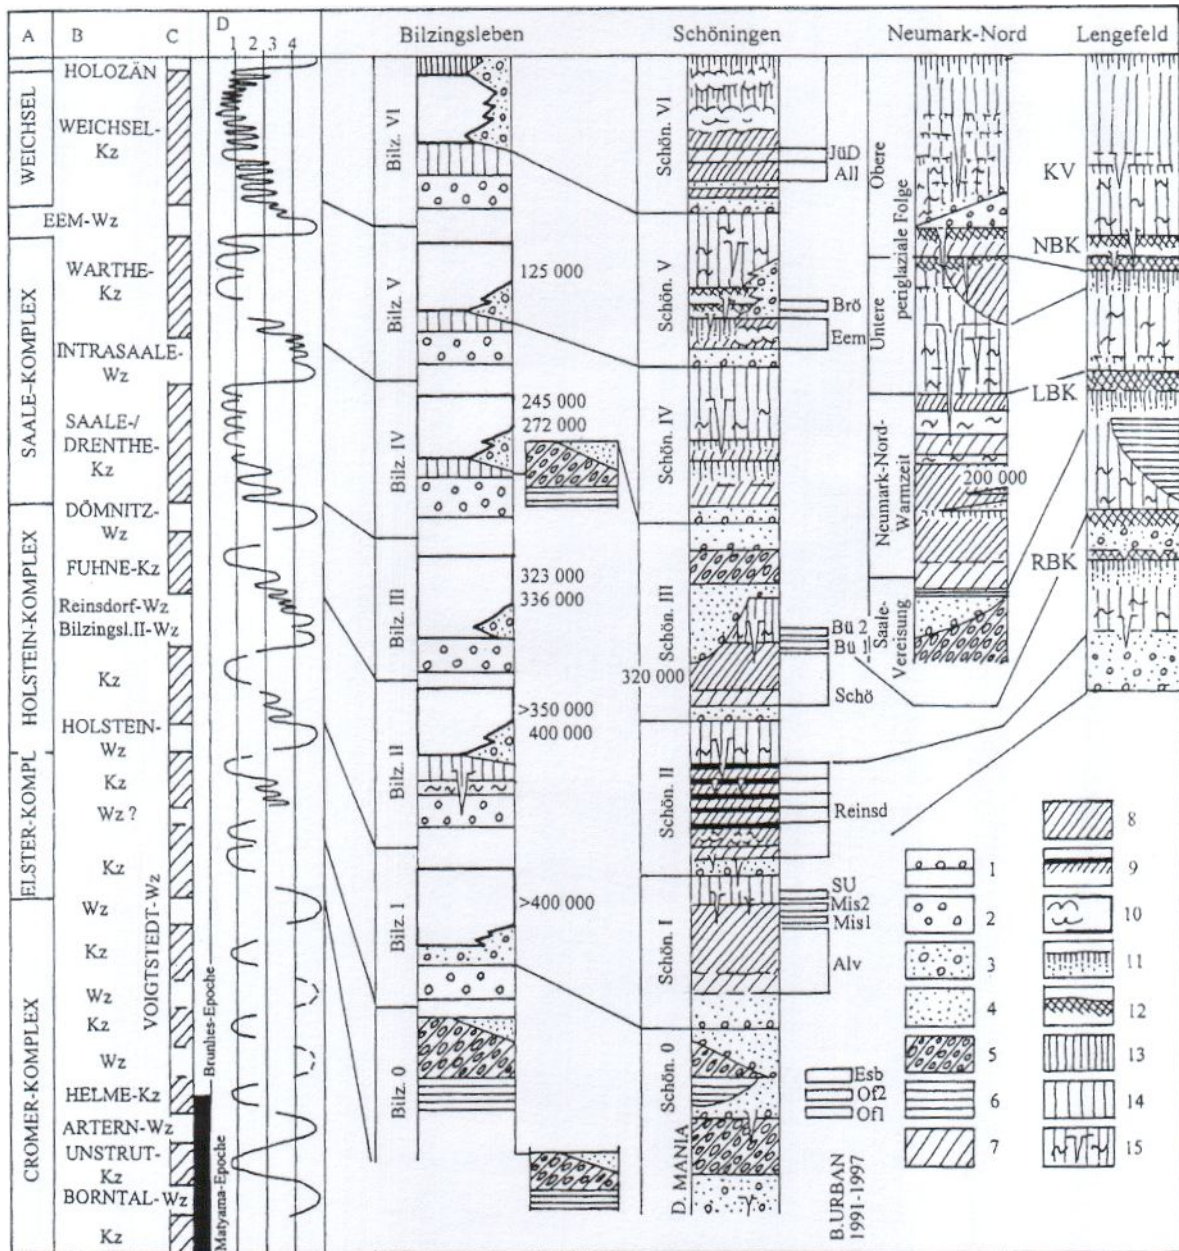 A
B
C
D
1 2 3 4
Bilzingsleben
Schöningen
Neumark-Nord
Lengefeld
WEICHSEL
SAALE-KOMPLEX
HOLSTEIN-KOMPLEX
ELSTER-KOMPL
CROMER-KOMPLEX
HOLOZÄN
WEICHSEL-
Kz
EEM-Wz
WARTHE-
Kz
INTRASAALE-
Wz
SAALE-/
DRENTHE-
Kz
DÖMNITZ-
Wz
FUHNE-Kz
Reinsdorf-Wz
Bilzingsl.II-Wz
Kz
HOLSTEIN-
Wz
Kz
Wz ?
Kz
Wz
Kz
Wz
Kz
Wz
HELME-Kz
ARTERN-Wz
UNSTRUT-
Kz
BORNTAL-Wz
Kz
VOIGTSTEDT-Wz
Brunhes-Epoche
Matyama-Epoche
Bilz. VI
Bilz. V
Bilz. IV
Bilz. III
Bilz. II
Bilz. I
Bilz. 0
125 000
245 000
272 000
323 000
336 000
>350 000
400 000
>400 000
Schön. VI
Schön. V
Schön. IV
Schön. III
Schön. II
Schön. I
Schön. 0
D. MANIA
320 000
JüD
All
Brö
Eem
Bü 2
Bü 1
Schö
Reinsd
SU
Mis2
Mis1
Alv
Esb
Of2
Of1
B.URBAN
1991-1997
Obere
Untere
periglaziale Folge
Neumark-Nord-
Warmzeit
Saale-
Vereisung
200 000
KV
NBK
LBK
RBK
1
2
3
4
5
6
7
8
9
10
11
12
13
14
15